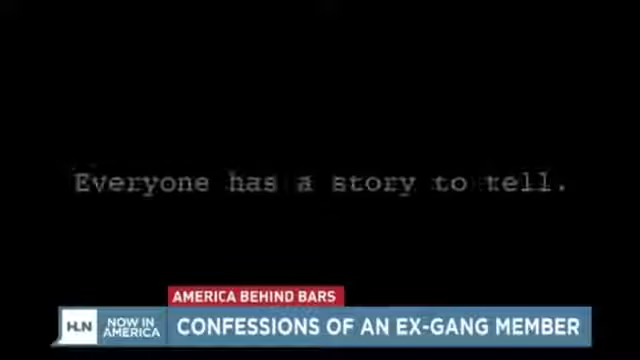 Everyone has a story to tell.
AMERICA BEHIND BARS
HLN
NOW IN
AMERICA
CONFESSIONS OF AN EX-GANG MEMBER